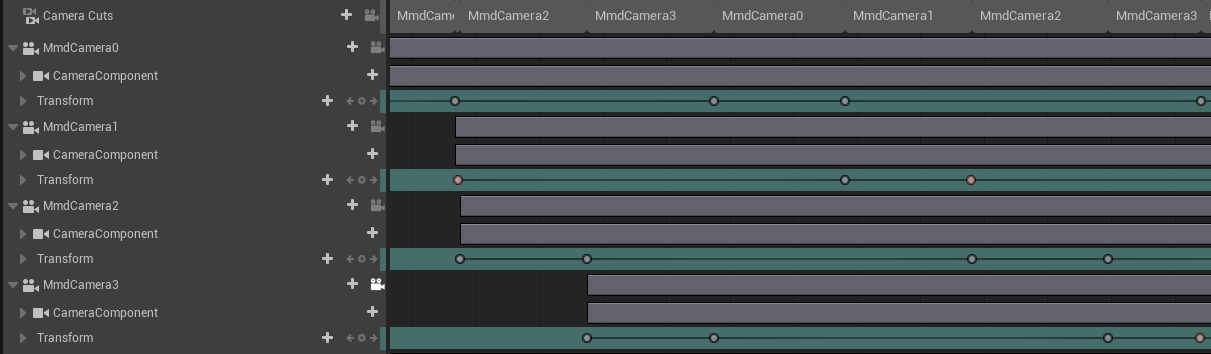 Camera Cuts
MmdCame MmdCamera2 MmdCamera3 MmdCamera0 MmdCamera1 MmdCamera2 MmdCamera3
MmdCamera0
CameraComponent
Transform
MmdCamera1
CameraComponent
Transform
MmdCamera2
CameraComponent
Transform
MmdCamera3
CameraComponent
Transform